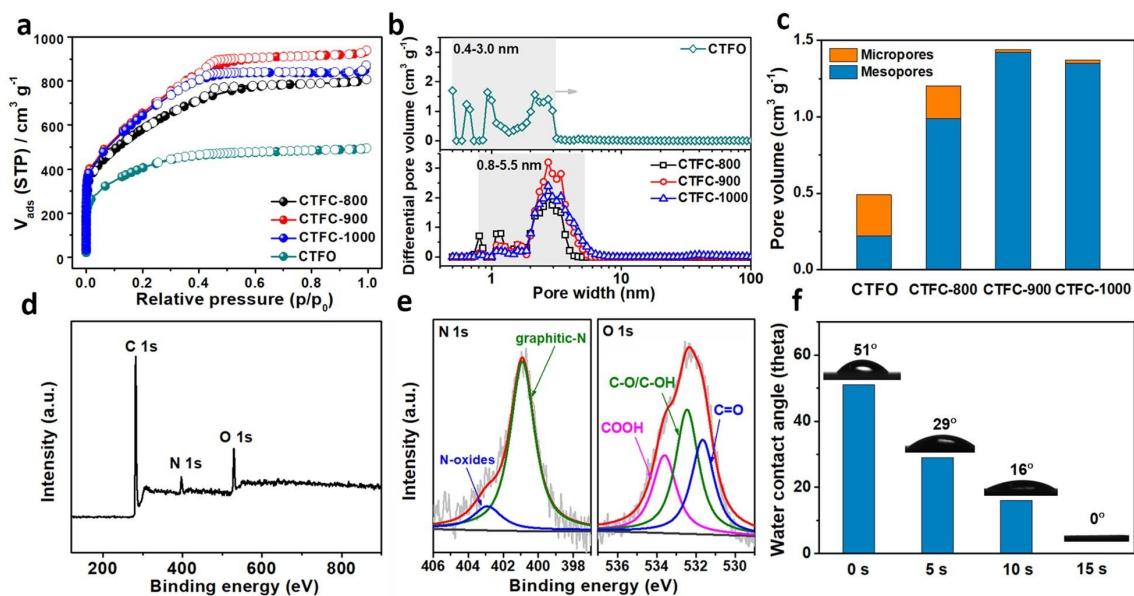 a
V_ads (STP) / cm³ g⁻¹
1000
800
600
400
200
0
0.0 0.2 0.4 0.6 0.8 1.0
Relative pressure (p/p₀)
CTFC-800
CTFC-900
CTFC-1000
CTFO
b
Differential pore volume (cm³ g⁻¹)
0.4-3.0 nm
CTFO
3
2
1
0
0.8-5.5 nm
CTFC-800
CTFC-900
CTFC-1000
3
2
1
0
1 10 100
Pore width (nm)
c
Pore volume (cm³ g⁻¹)
Micropores
Mesopores
1.5
1.0
0.5
0.0
CTFO CTFC-800 CTFC-900 CTFC-1000
d
Intensity (a.u.)
C 1s
N 1s
O 1s
200 400 600 800
Binding energy (eV)
e
Intensity (a.u.)
N 1s
graphitic-N
N-oxides
406 404 402 400 398
O 1s
C-O/C-OH
COOH
C=O
536 534 532 530
Binding energy (eV)
f
Water contact angle (theta)
60
40
20
0
51°
29°
16°
0°
0 s 5 s 10 s 15 s